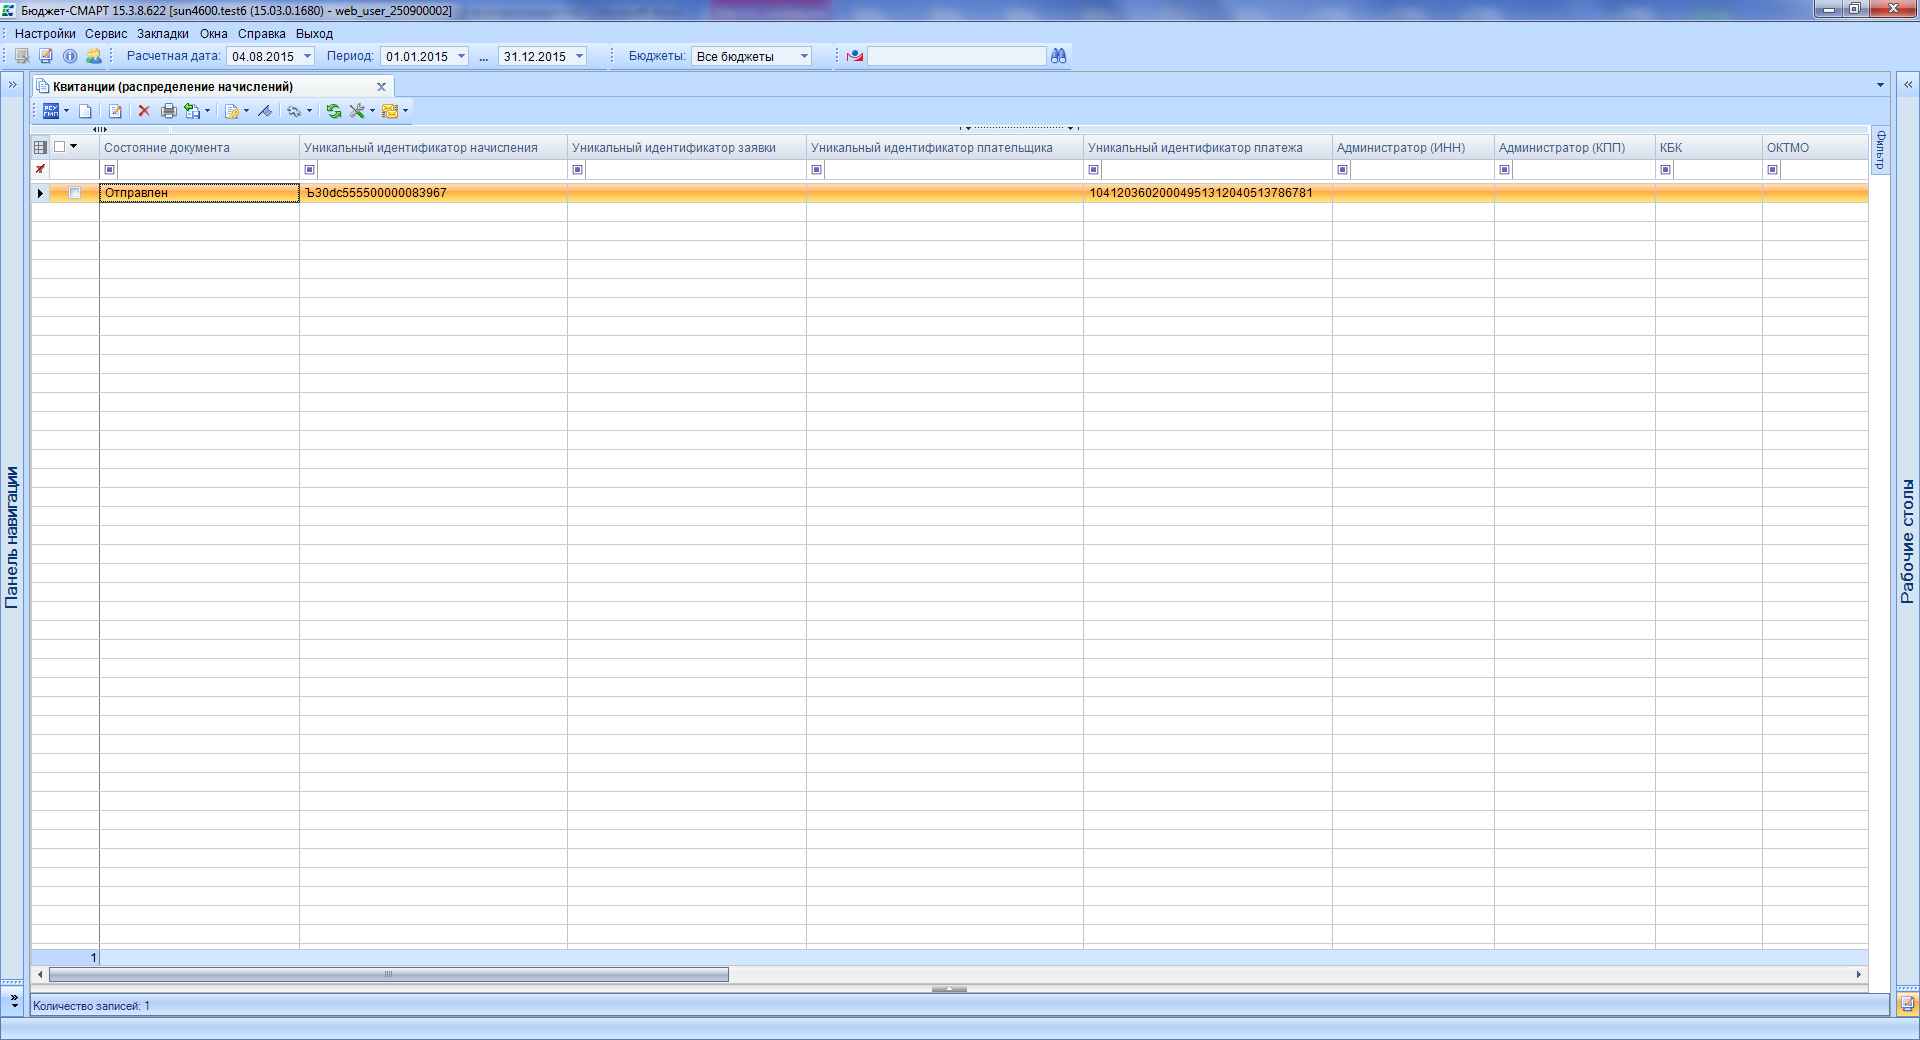 Бюджет-СМАРТ 15.3.8.622 [sun4600.test6 (15.03.0.1680) - web_user_250900002]
Настройки Сервис Закладки Окна Справка Выход
Расчетная дата: 04.08.2015 Период: 01.01.2015 ... 31.12.2015 Бюджеты: Все бюджеты
Квитанции (распределение начислений)
Состояние документа Уникальный идентификатор начисления Уникальный идентификатор заявки Уникальный идентификатор плательщика Уникальный идентификатор платежа Администратор (ИНН) Администратор (КПП) КБК ОКТМО
Отправлен Ъ30dc555500000083967 10412036020004951312040513786781
1
Количество записей: 1
Панель навигации
Фильтр
Рабочие столы